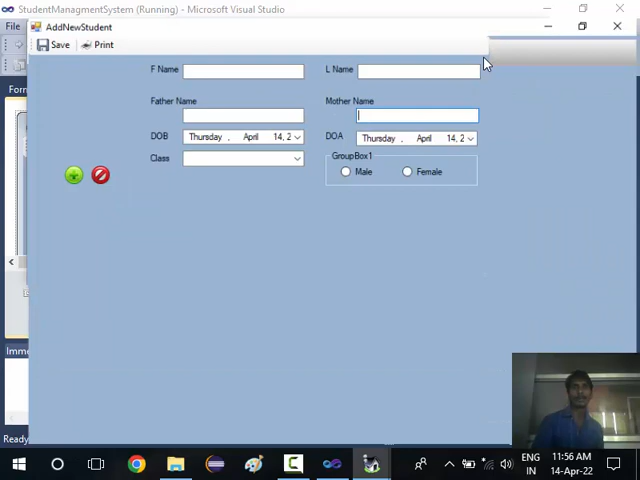 StudentManagmentSystem (Running) - Microsoft Visual Studio
File
AddNewStudent
Save Print
Form
F Name L Name
Father Name Mother Name
DOB Thursday , April 14, 2 DOA Thursday , April 14, 2
Class GroupBox1
Male Female
Imme
Ready
ENG 11:56 AM
IN 14-Apr-22